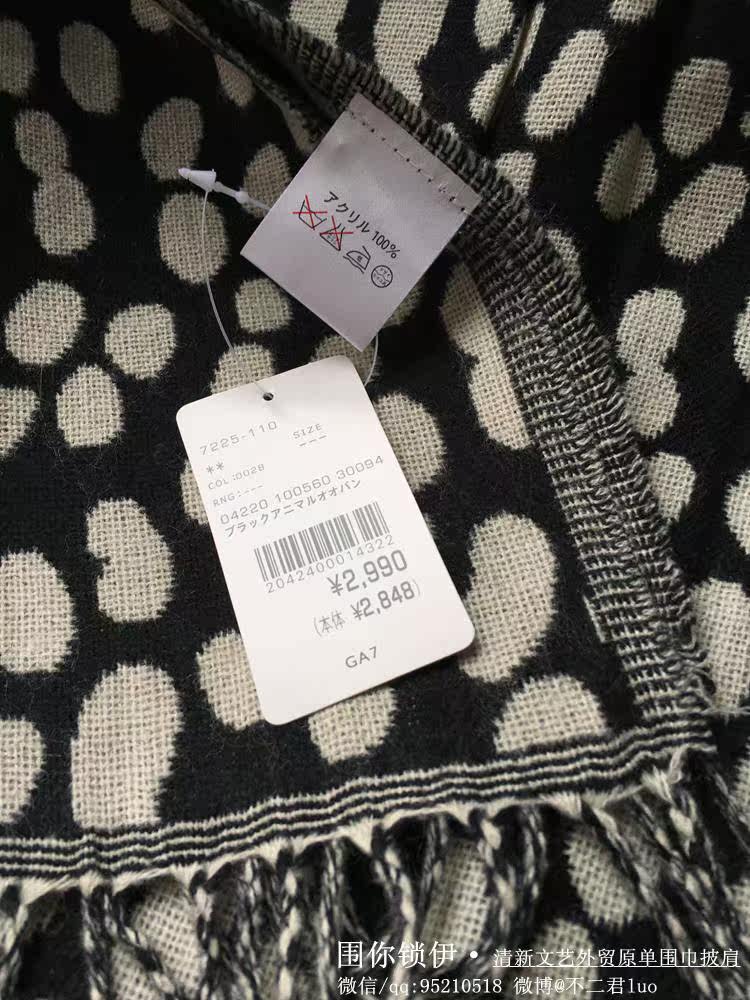 アクリル 100%
7225-110
SIZE
---
**
COL:0028
RNG:---
04220 100560 30094
ブラックアニマルオオバン
2042400014322
¥2,990
(本体 ¥2,848)
GA7
围你锁伊·清新文艺外贸原单围巾披肩
微信/qq:95210518 微博@不二君luo